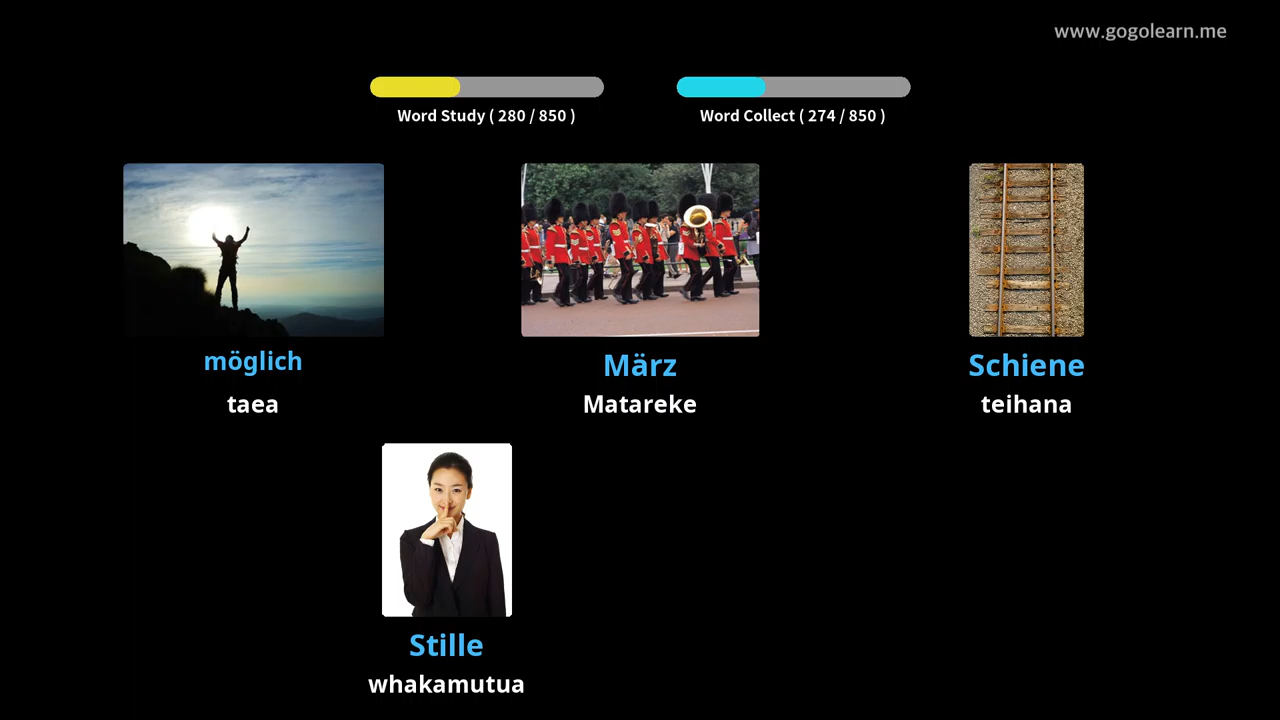 www.gogolearn.me
Word Study ( 280 / 850 )
Word Collect ( 274 / 850 )
möglich
taea
März
Matareke
Schiene
teihana
Stille
whakamutua